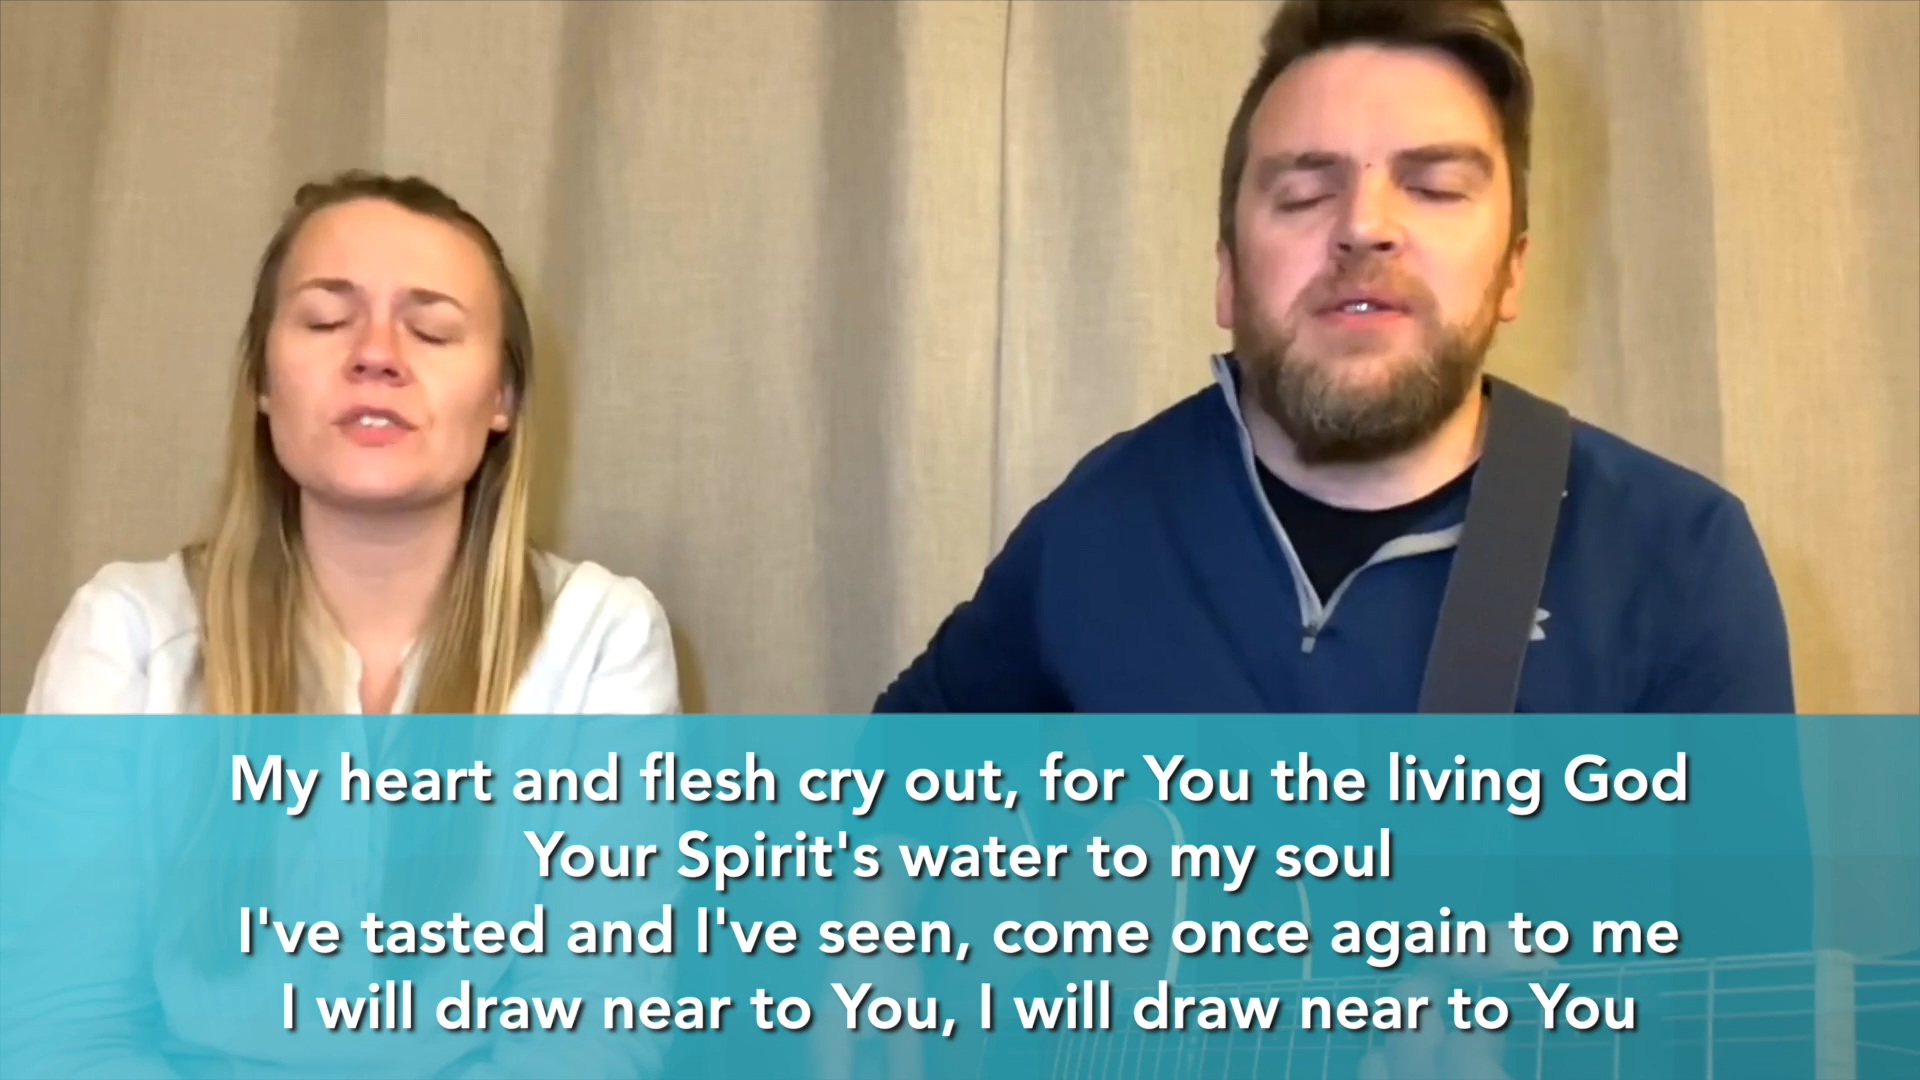 My heart and flesh cry out, for You the living God
Your Spirit's water to my soul
I've tasted and I've seen, come once again to me
I will draw near to You, I will draw near to You